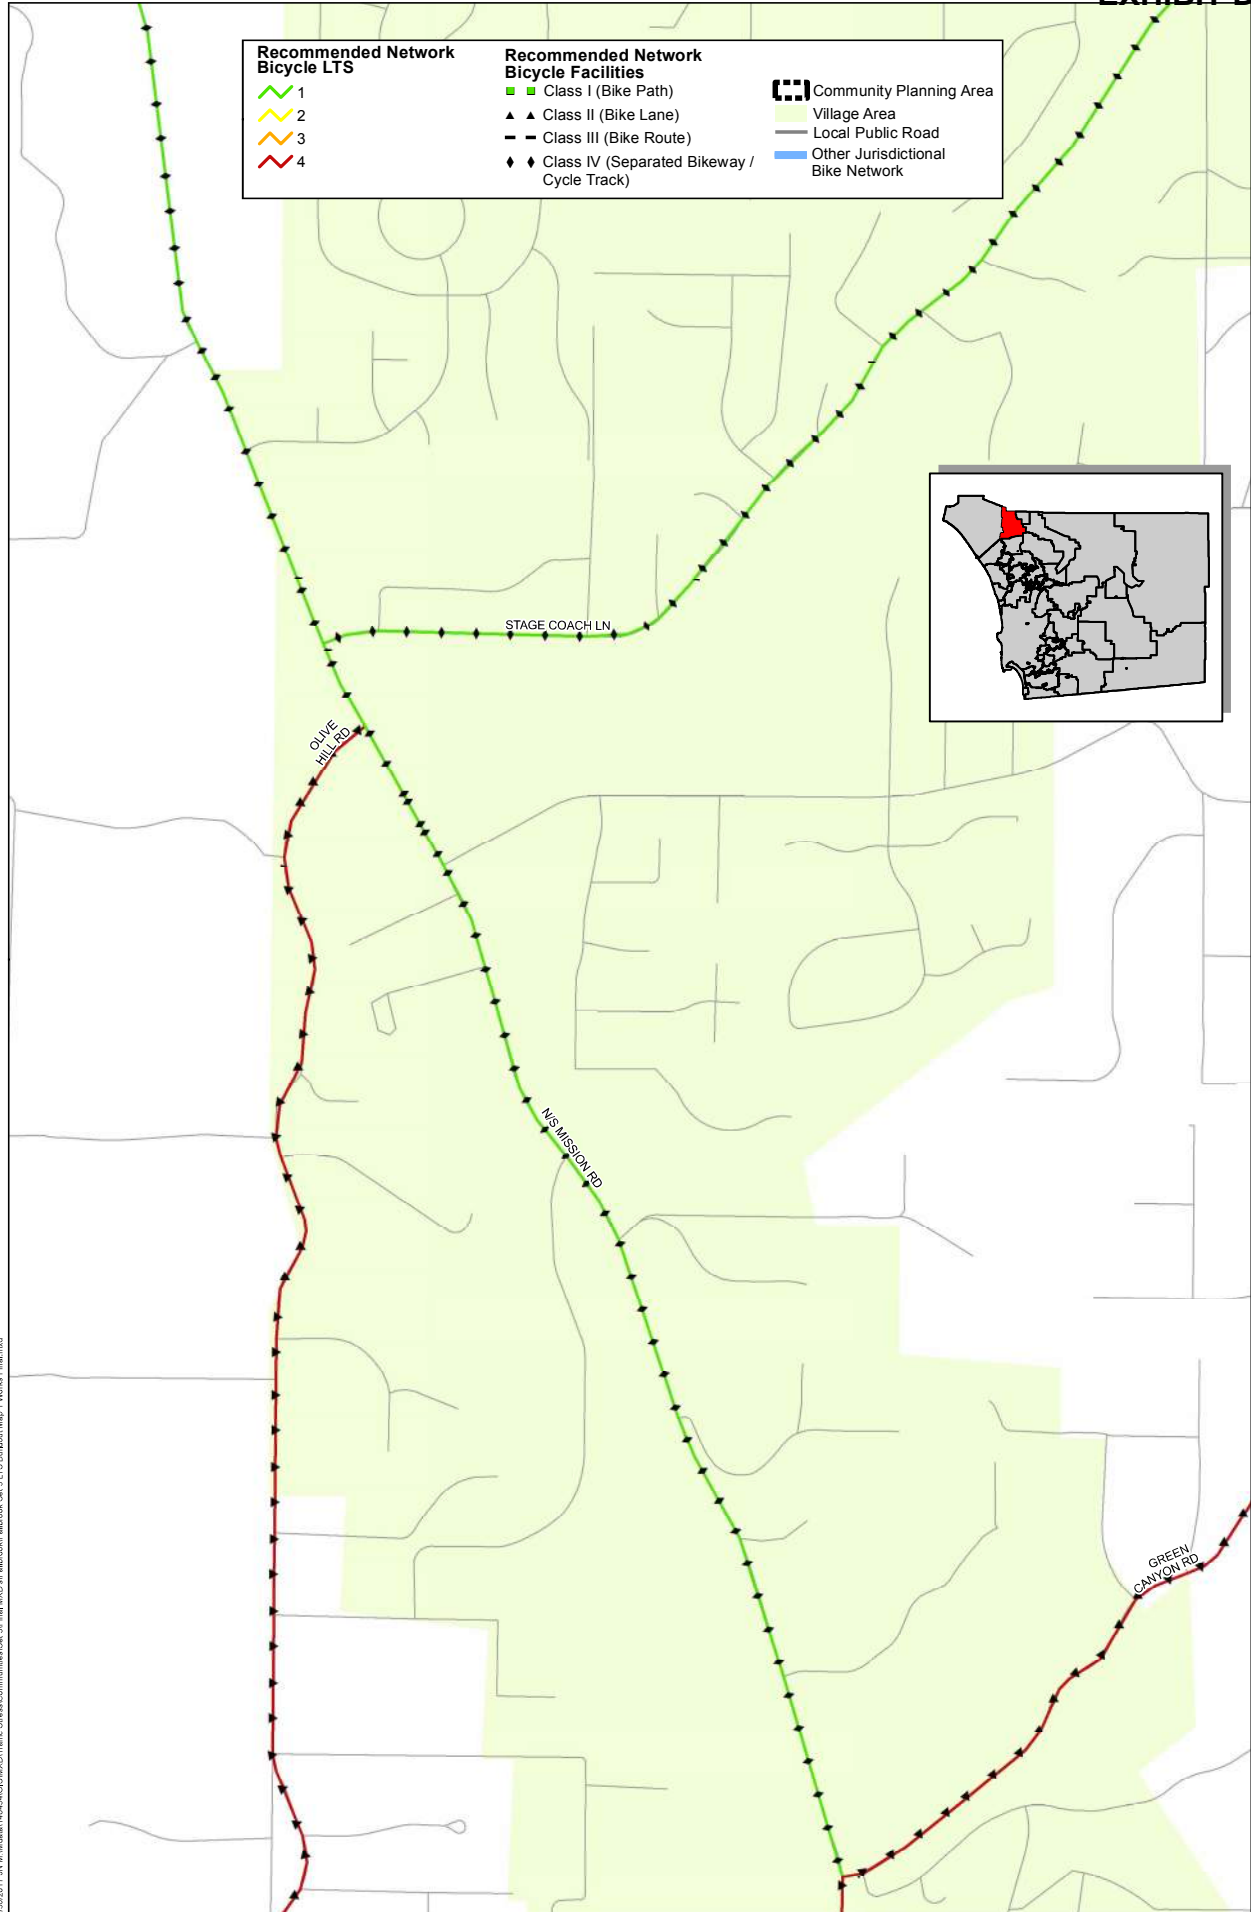 Recommended Network
Bicycle LTS
1
2
3
4
Recommended Network
Bicycle Facilities
Class I (Bike Path)
Class II (Bike Lane)
Class III (Bike Route)
Class IV (Separated Bikeway /
Cycle Track)
Community Planning Area
Village Area
Local Public Road
Other Jurisdictional
Bike Network
STAGE COACH LN
OLIVE
HILL RD
N/S MISSION RD
GREEN
CANYON RD